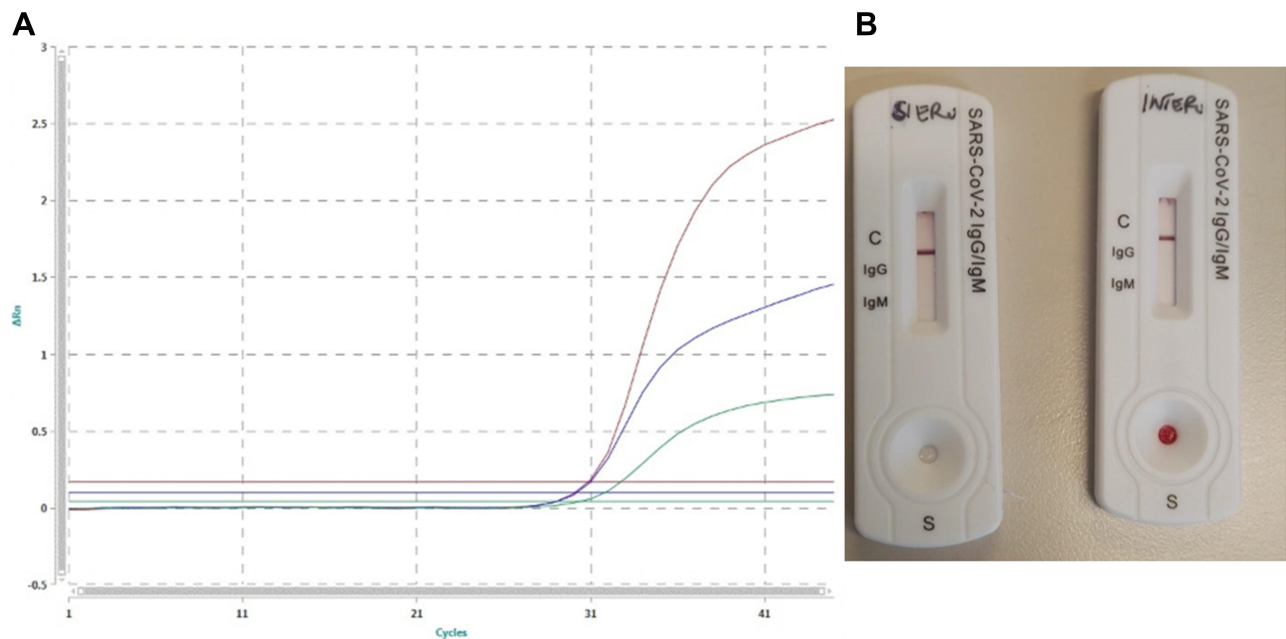 A
3
2.5
2
1.5
1
0.5
0
-0.5
ΔRn
1 11 21 31 41
Cycles
B
SIERO
SARS-CoV-2 IgG/IgM
C
IgG
IgM
S
INTERO
SARS-CoV-2 IgG/IgM
C
IgG
IgM
S